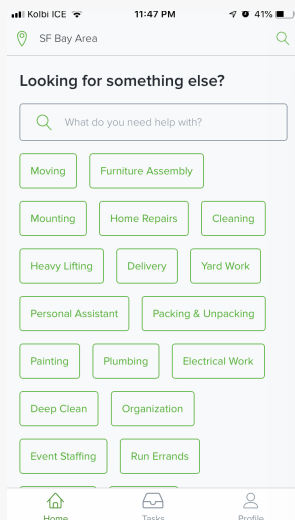 Kolbi ICE 11:47 PM 41%
SF Bay Area
Looking for something else?
What do you need help with?
Moving Furniture Assembly
Mounting Home Repairs Cleaning
Heavy Lifting Delivery Yard Work
Personal Assistant Packing & Unpacking
Painting Plumbing Electrical Work
Deep Clean Organization
Event Staffing Run Errands
Home Tasks Profile